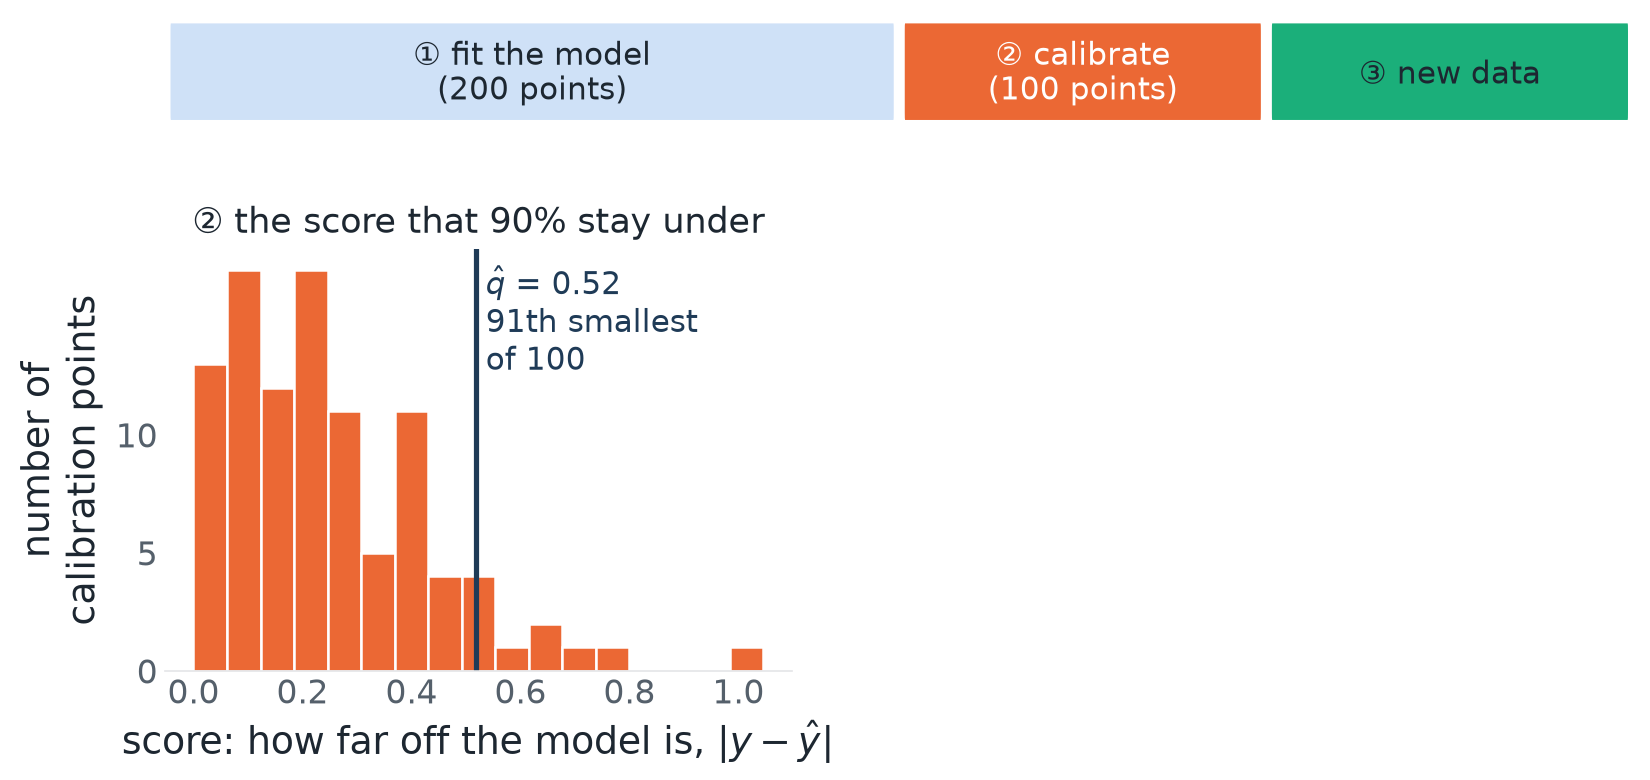 ① fit the model
(200 points)
② calibrate
(100 points)
③ new data
② the score that 90% stay under
q̂ = 0.52
91th smallest
of 100
number of
calibration points
10
5
0
0.0 0.2 0.4 0.6 0.8 1.0
score: how far off the model is, |y − ŷ|